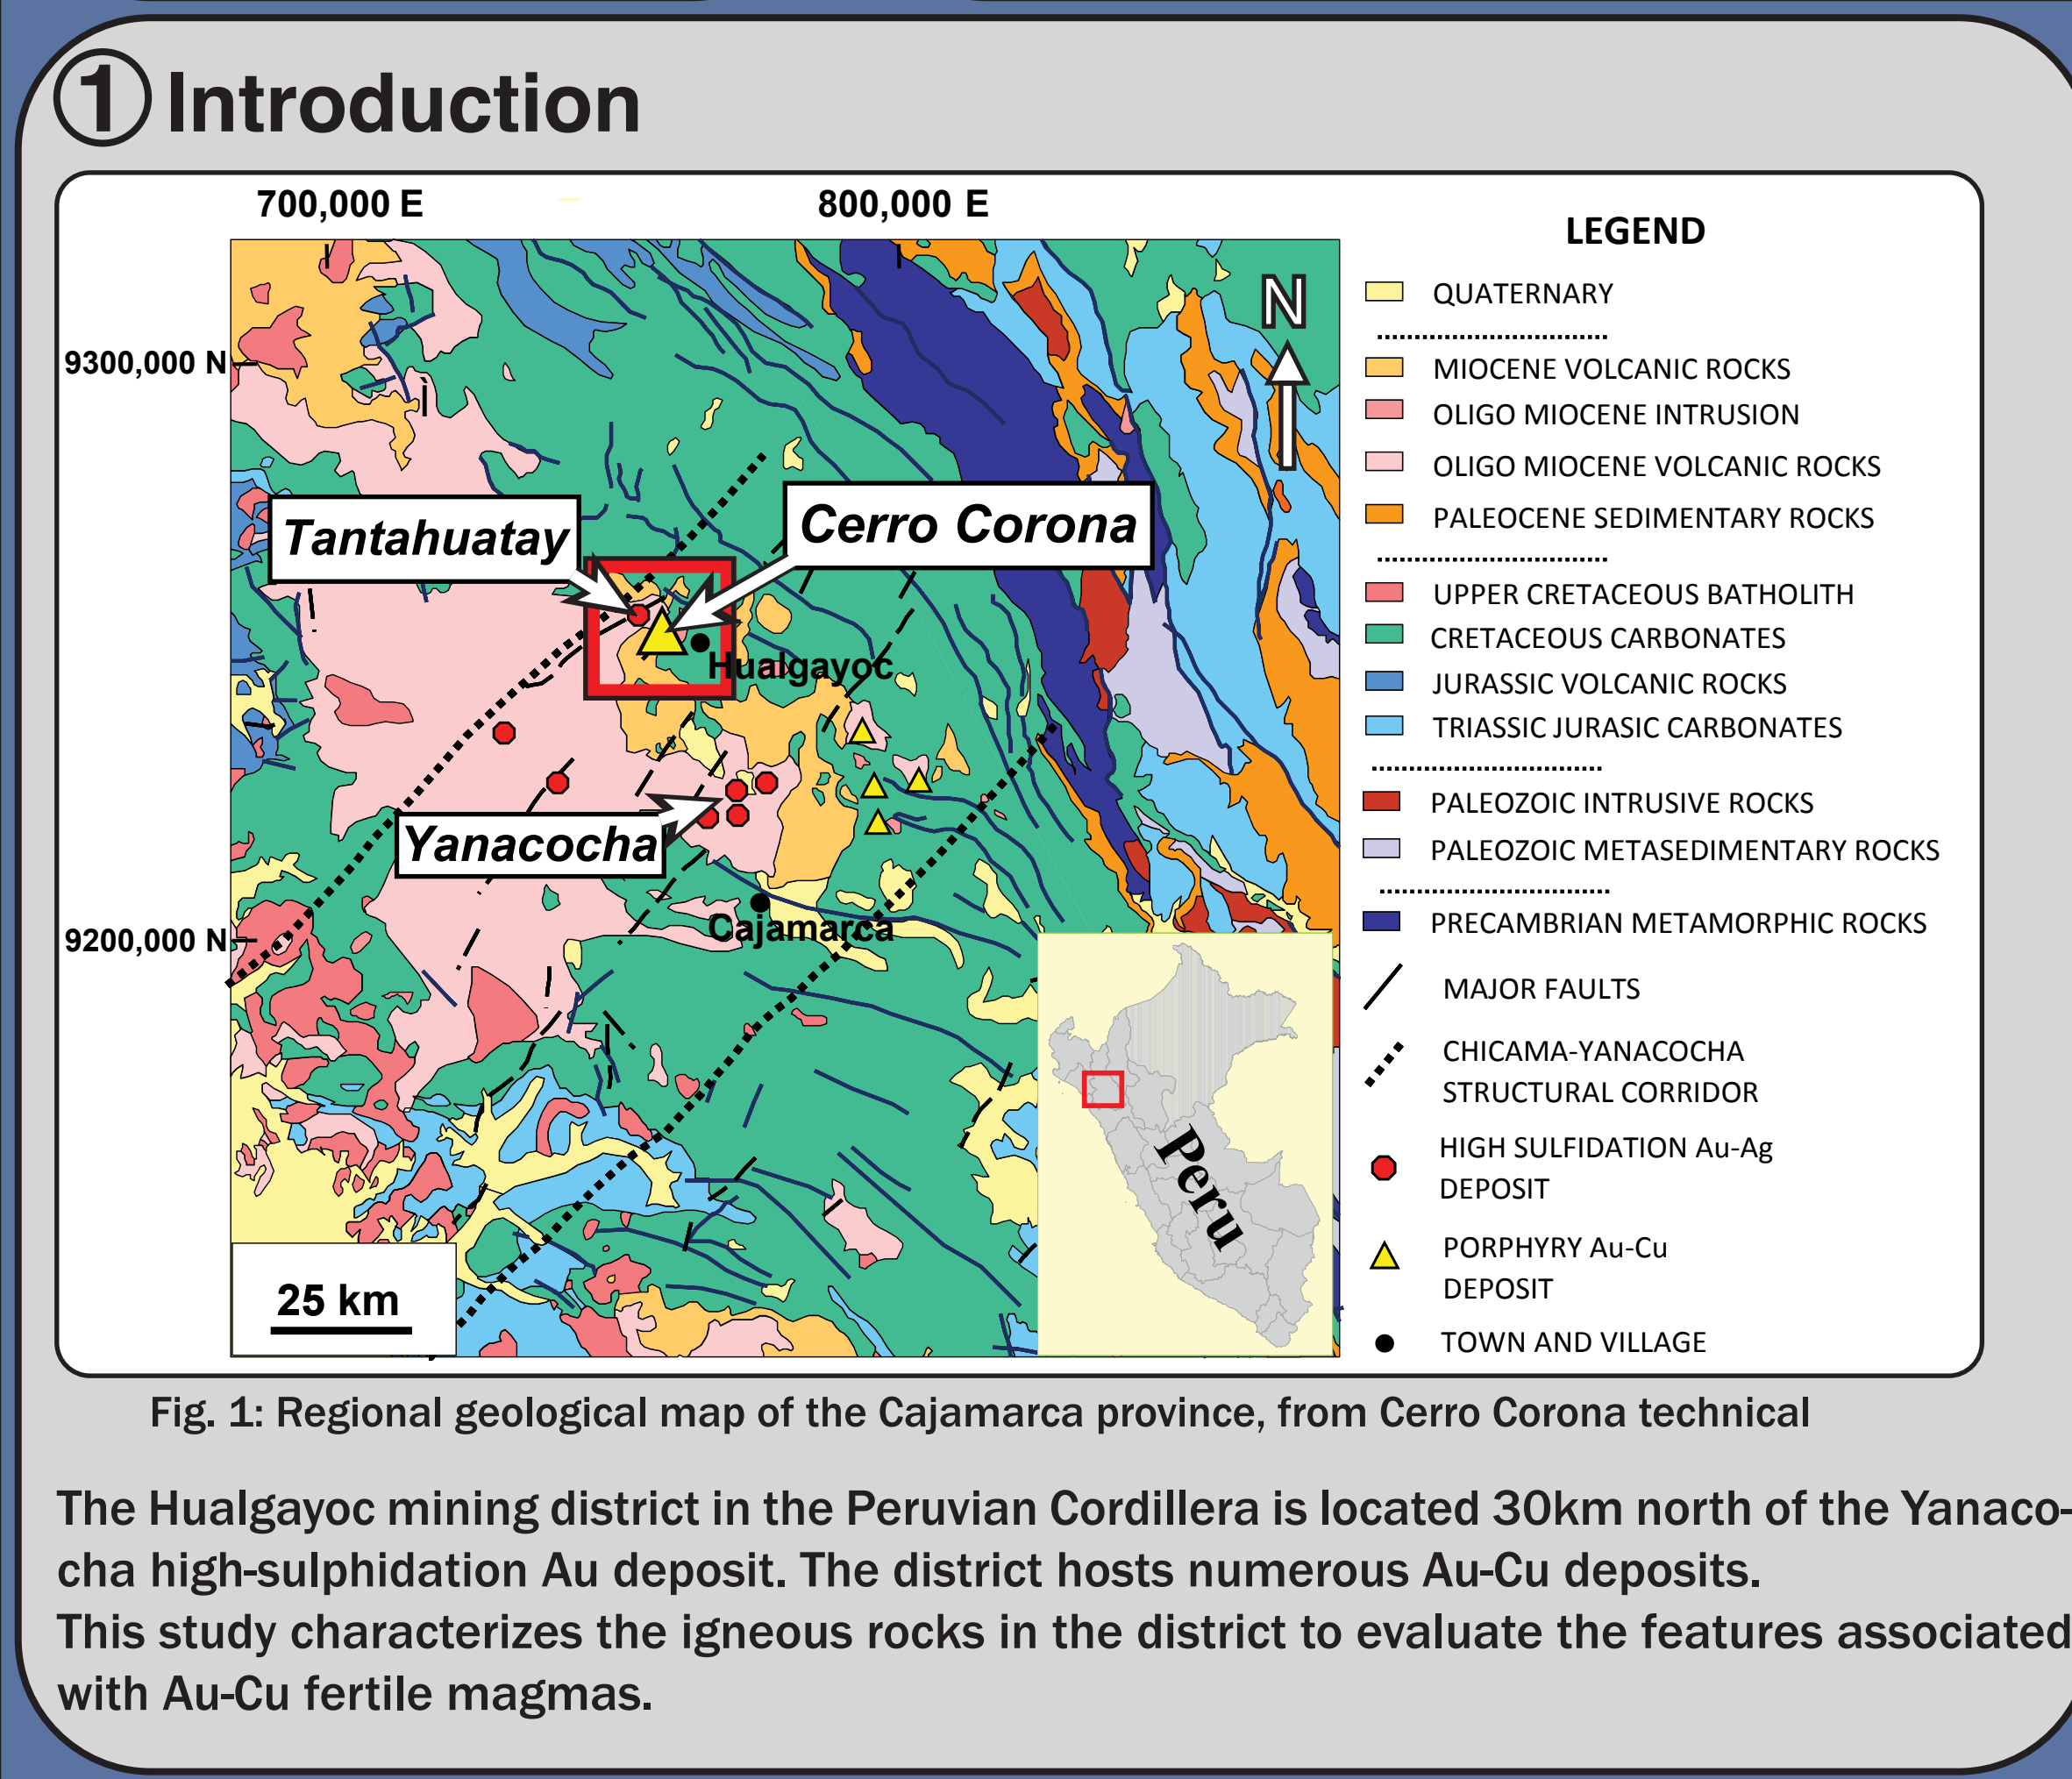 1 Introduction
700,000 E
800,000 E
9300,000 N
9200,000 N
N
Ì
Tantahuatay
Cerro Corona
Hualgayoc
Yanacocha
Cajamarca
Peru
25 km
LEGEND
QUATERNARY
MIOCENE VOLCANIC ROCKS
OLIGO MIOCENE INTRUSION
OLIGO MIOCENE VOLCANIC ROCKS
PALEOCENE SEDIMENTARY ROCKS
UPPER CRETACEOUS BATHOLITH
CRETACEOUS CARBONATES
JURASSIC VOLCANIC ROCKS
TRIASSIC JURASIC CARBONATES
PALEOZOIC INTRUSIVE ROCKS
PALEOZOIC METASEDIMENTARY ROCKS
PRECAMBRIAN METAMORPHIC ROCKS
MAJOR FAULTS
CHICAMA-YANACOCHA
STRUCTURAL CORRIDOR
HIGH SULFIDATION Au-Ag
DEPOSIT
PORPHYRY Au-Cu
DEPOSIT
TOWN AND VILLAGE
Fig. 1: Regional geological map of the Cajamarca province, from Cerro Corona technical
The Hualgayoc mining district in the Peruvian Cordillera is located 30km north of the Yanaco-
cha high-sulphidation Au deposit. The district hosts numerous Au-Cu deposits.
This study characterizes the igneous rocks in the district to evaluate the features associated
with Au-Cu fertile magmas.